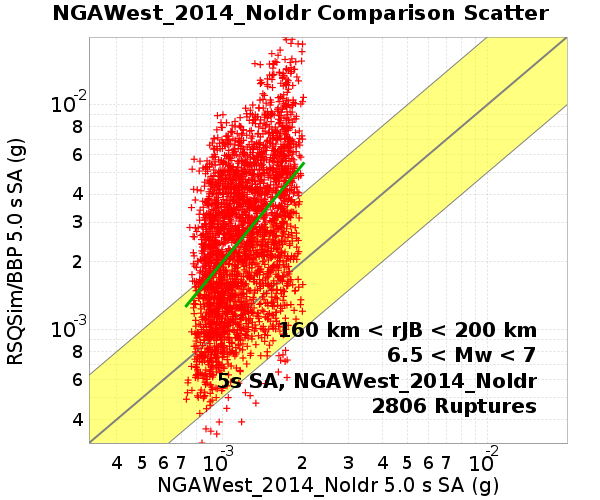 NGAWest_2014_NoIdr Comparison Scatter
RSQSim/BBP 5.0 s SA (g)
10-2
8
6
4
3
2
10-3
8
6
4
160 km < rJB < 200 km
6.5 < Mw < 7
5s SA, NGAWest_2014_NoIdr
2806 Ruptures
4 5 6 7 10-3 2 3 4 5 6 7 10-2
NGAWest_2014_NoIdr 5.0 s SA (g)